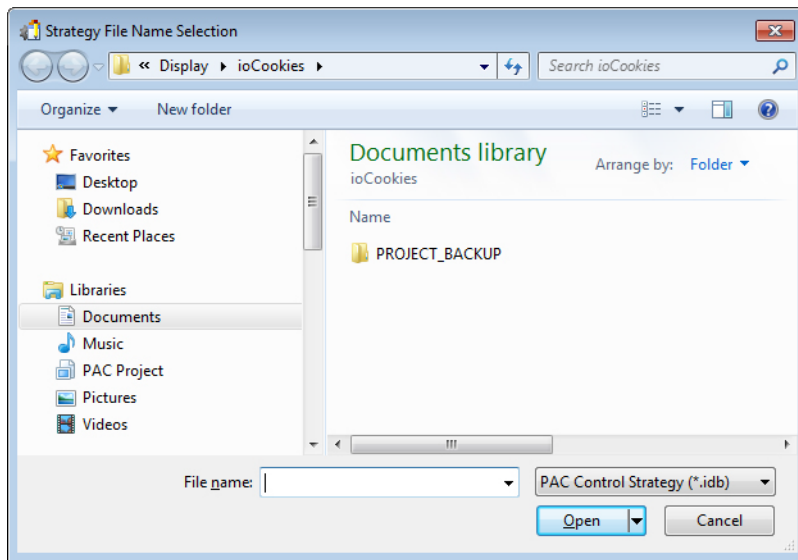 Strategy File Name Selection
« Display ioCookies Search ioCookies
Organize New folder
Favorites
Desktop
Downloads
Recent Places
Libraries
Documents
Music
PAC Project
Pictures
Videos
Documents library
ioCookies
Arrange by: Folder
Name
PROJECT_BACKUP
File name: PAC Control Strategy (*.idb)
Open Cancel